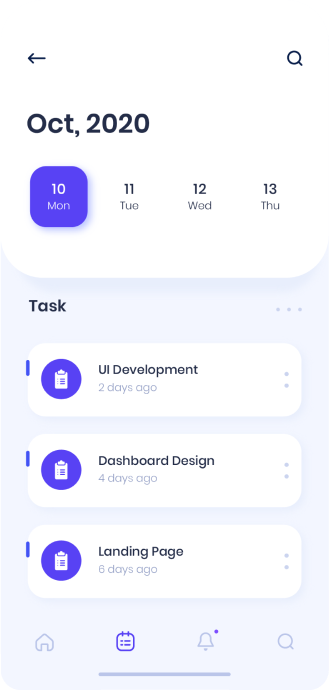 Oct, 2020
10 11 12 13
Mon Tue Wed Thu
Task
UI Development
2 days ago
Dashboard Design
4 days ago
Landing Page
6 days ago